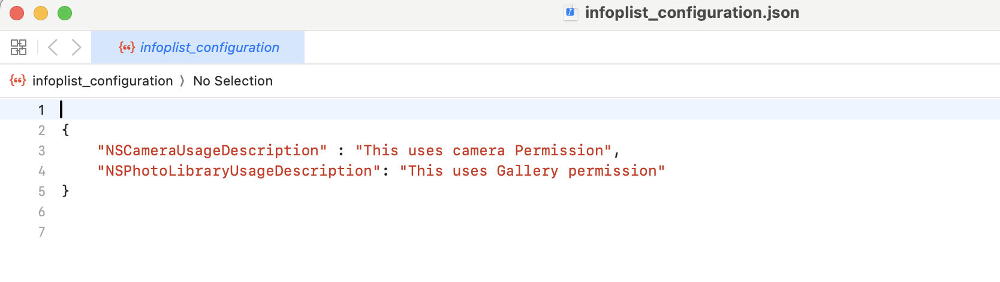 infoplist_configuration.json
infoplist_configuration
infoplist_configuration 〉 No Selection
1
2 {
3 "NSCameraUsageDescription" : "This uses camera Permission",
4 "NSPhotoLibraryUsageDescription": "This uses Gallery permission"
5 }
6
7